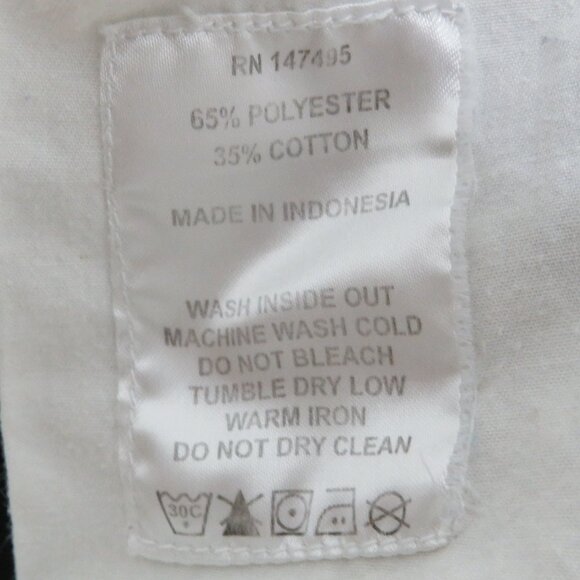 RN 147495
65% POLYESTER
35% COTTON
MADE IN INDONESIA
WASH INSIDE OUT
MACHINE WASH COLD
DO NOT BLEACH
TUMBLE DRY LOW
WARM IRON
DO NOT DRY CLEAN
30C